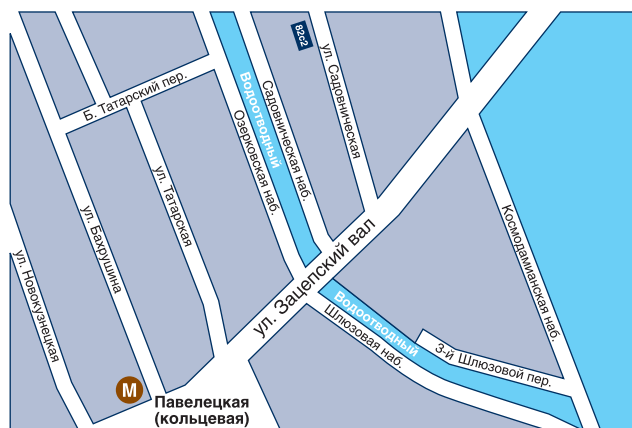 82с2
ул. Садовническая
Садовническая наб.
Водоотводный
Озерковская наб.
Б. Татарский пер.
ул. Татарская
ул. Бахрушина
ул. Новокузнецкая
ул. Зацепский вал
Космодамианская наб.
Водоотводный
Шлюзовая наб.
3-й Шлюзовой пер.
М
Павелецкая
(кольцевая)